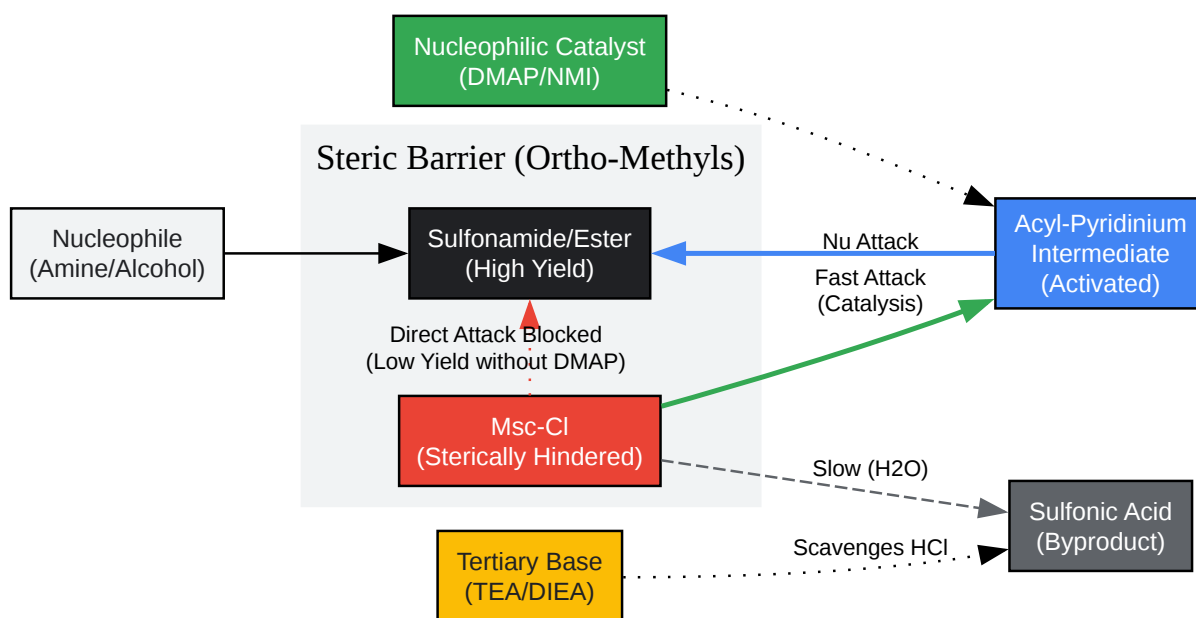 Nucleophilic Catalyst
(DMAP/NMI)
Steric Barrier (Ortho-Methyls)
Nucleophile
(Amine/Alcohol)
Sulfonamide/Ester
(High Yield)
Nu Attack
Acyl-Pyridinium
Intermediate
(Activated)
Fast Attack
(Catalysis)
Direct Attack Blocked
(Low Yield without DMAP)
Msc-Cl
(Sterically Hindered)
Slow (H2O)
Sulfonic Acid
(Byproduct)
Scavenges HCl
Tertiary Base
(TEA/DIEA)